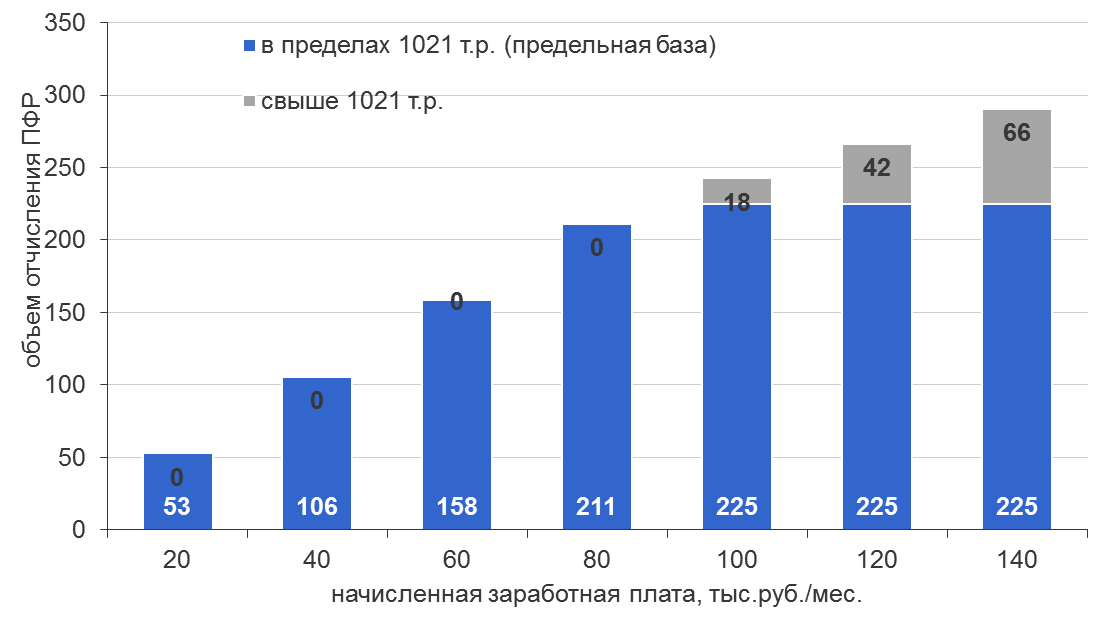 350
300
250
200
150
100
50
0
объем отчисления ПФР
в пределах 1021 т.р. (предельная база)
свыше 1021 т.р.
0 0 0 0 18 42 66
53 106 158 211 225 225 225
20 40 60 80 100 120 140
начисленная заработная плата, тыс.руб./мес.